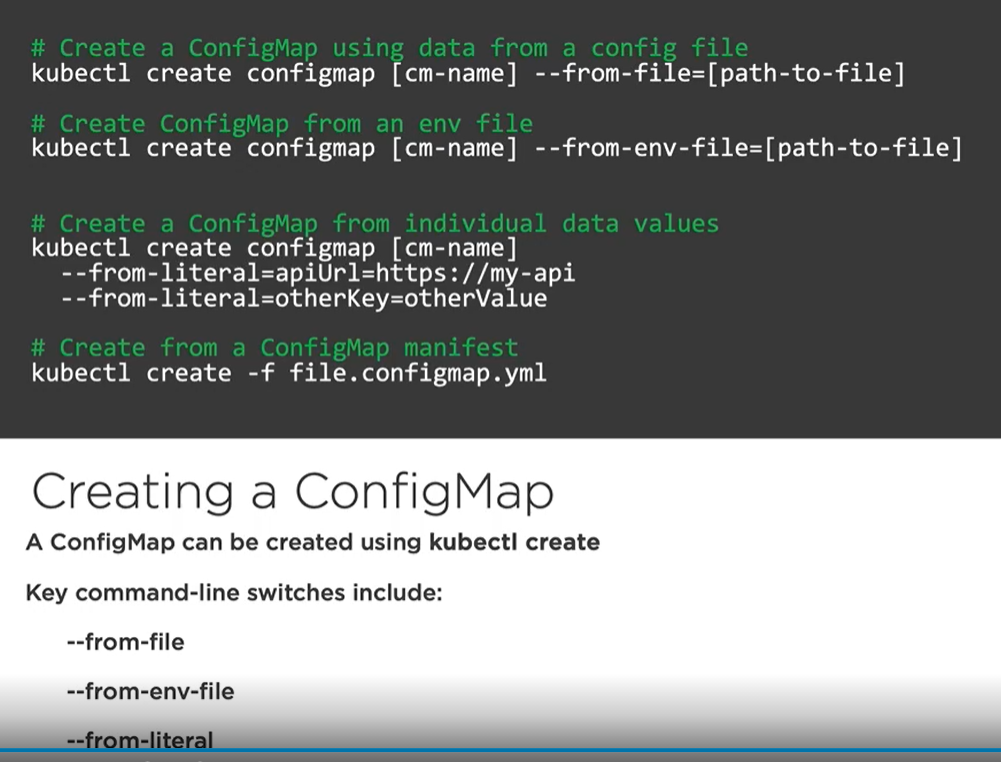 # Create a ConfigMap using data from a config file
kubectl create configmap [cm-name] --from-file=[path-to-file]
# Create ConfigMap from an env file
kubectl create configmap [cm-name] --from-env-file=[path-to-file]
# Create a ConfigMap from individual data values
kubectl create configmap [cm-name]
--from-literal=apiUrl=https://my-api
--from-literal=otherKey=otherValue
# Create from a ConfigMap manifest
kubectl create -f file.configmap.yml
Creating a ConfigMap
A ConfigMap can be created using kubectl create
Key command-line switches include:
--from-file
--from-env-file
--from-literal